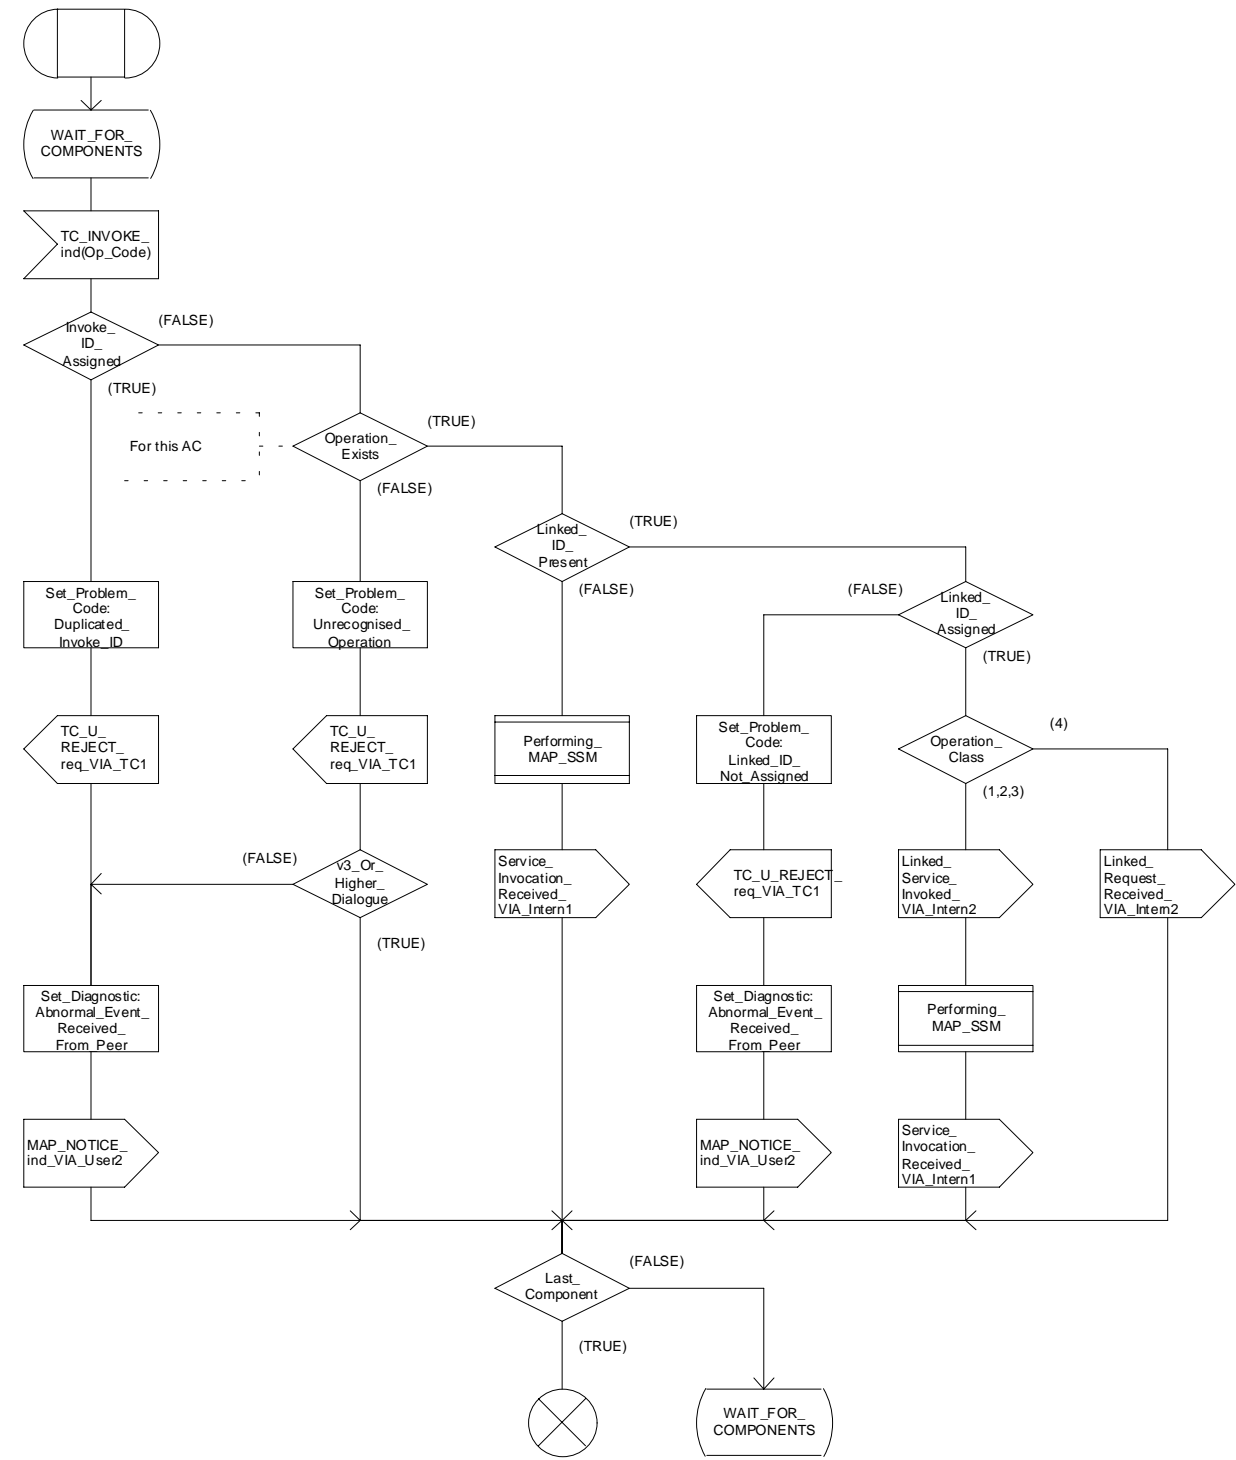 WAIT_FOR_
COMPONENTS
TC_INVOKE_
ind(Op_Code)
Invoke_
ID_
Assigned
(FALSE)
(TRUE)
For this AC
Operation_
Exists
(TRUE)
(FALSE)
Linked_
ID_
Present
(TRUE)
(FALSE)
Linked_
ID_
Assigned
(FALSE)
(TRUE)
Set_Problem_
Code:
Duplicated_
Invoke_ID
Set_Problem_
Code:
Unrecognised_
Operation
TC_U_
REJECT_
req_VIA_TC1
TC_U_
REJECT_
req_VIA_TC1
Performing_
MAP_SSM
Set_Problem_
Code:
Linked_ID_
Not_Assigned
Operation_
Class
(4)
(1,2,3)
(FALSE)
v3_Or_
Higher_
Dialogue
(TRUE)
Service_
Invocation_
Received_
VIA_Intern1
TC_U_REJECT_
req_VIA_TC1
Linked_
Service_
Invoked_
VIA_Intern2
Linked_
Request_
Received_
VIA_Intern2
Set_Diagnostic:
Abnormal_Event_
Received_
From_Peer
Set_Diagnostic:
Abnormal_Event_
Received_
From_Peer
Performing_
MAP_SSM
MAP_NOTICE_
ind_VIA_User2
MAP_NOTICE_
ind_VIA_User2
Service_
Invocation_
Received_
VIA_Intern1
Last_
Component
(FALSE)
(TRUE)
WAIT_FOR_
COMPONENTS